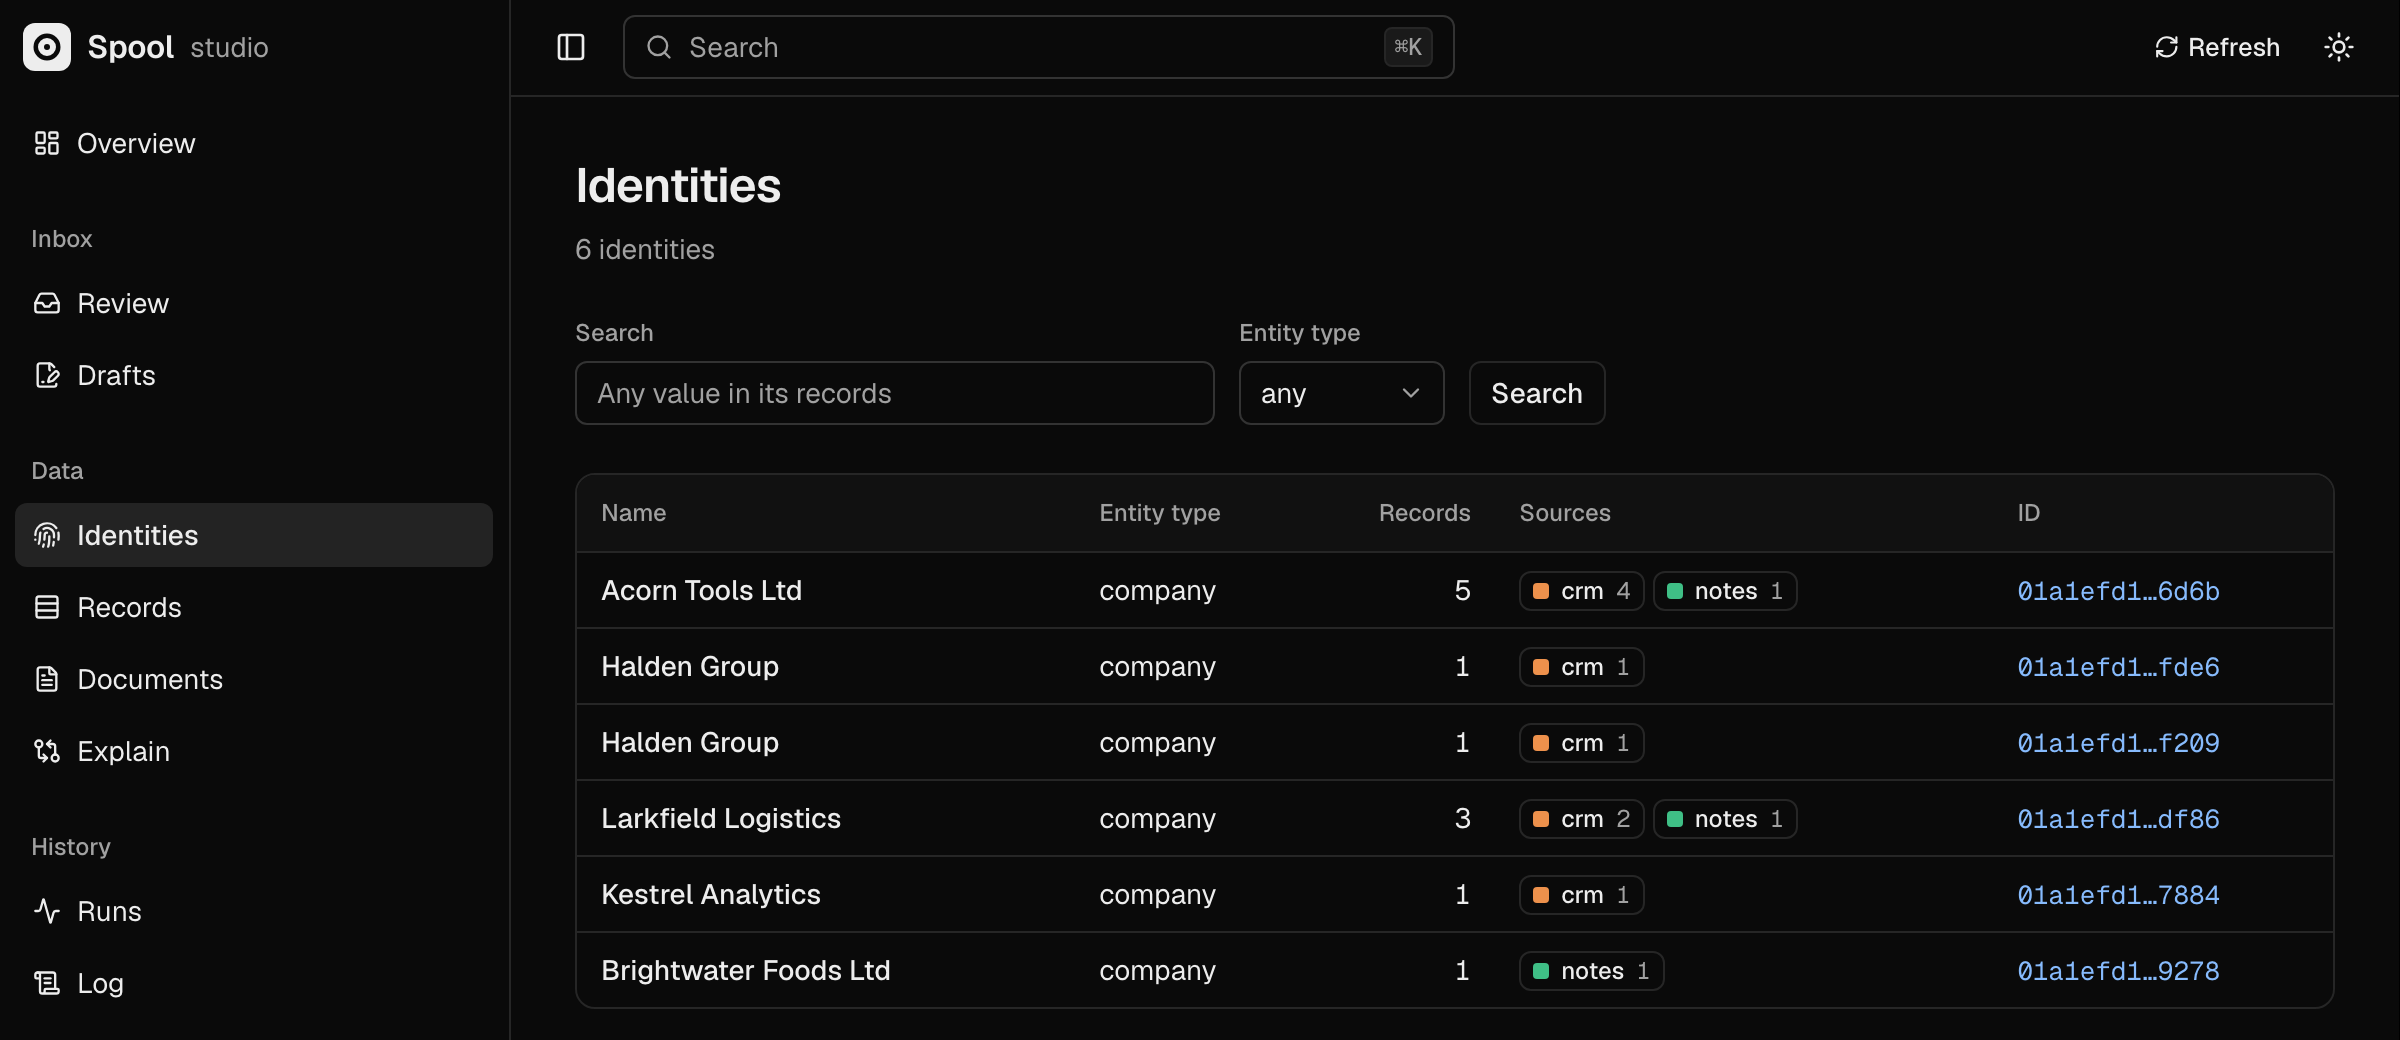 Spool studio
Search
⌘K
Refresh
Overview
Inbox
Review
Drafts
Data
Identities
Records
Documents
Explain
History
Runs
Log
Identities
6 identities
Search
Entity type
Any value in its records
any
Search
Name Entity type Records Sources ID
Acorn Tools Ltd company 5 crm 4 notes 1 01a1efd1…6d6b
Halden Group company 1 crm 1 01a1efd1…fde6
Halden Group company 1 crm 1 01a1efd1…f209
Larkfield Logistics company 3 crm 2 notes 1 01a1efd1…df86
Kestrel Analytics company 1 crm 1 01a1efd1…7884
Brightwater Foods Ltd company 1 notes 1 01a1efd1…9278